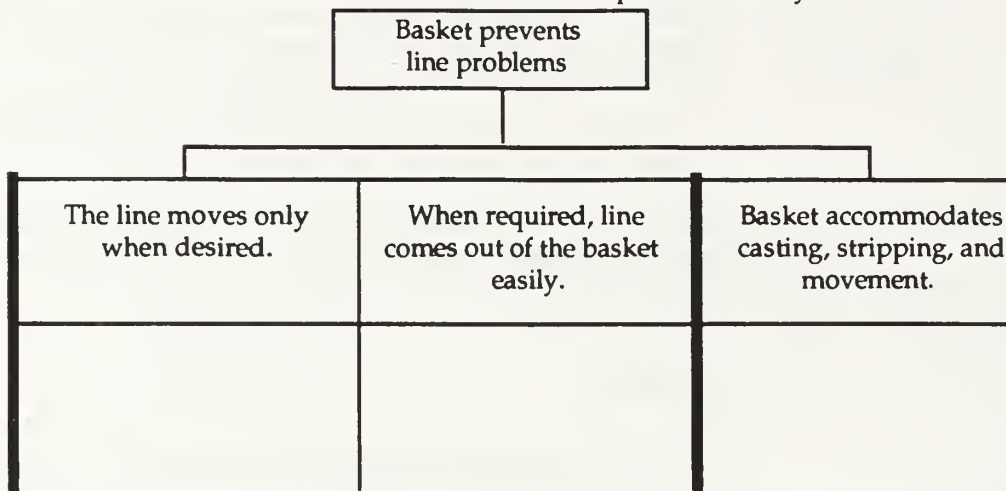 Basket prevents
line problems
The line moves only
when desired.
When required, line
comes out of the basket
easily.
Basket accommodates
casting, stripping, and
movement.